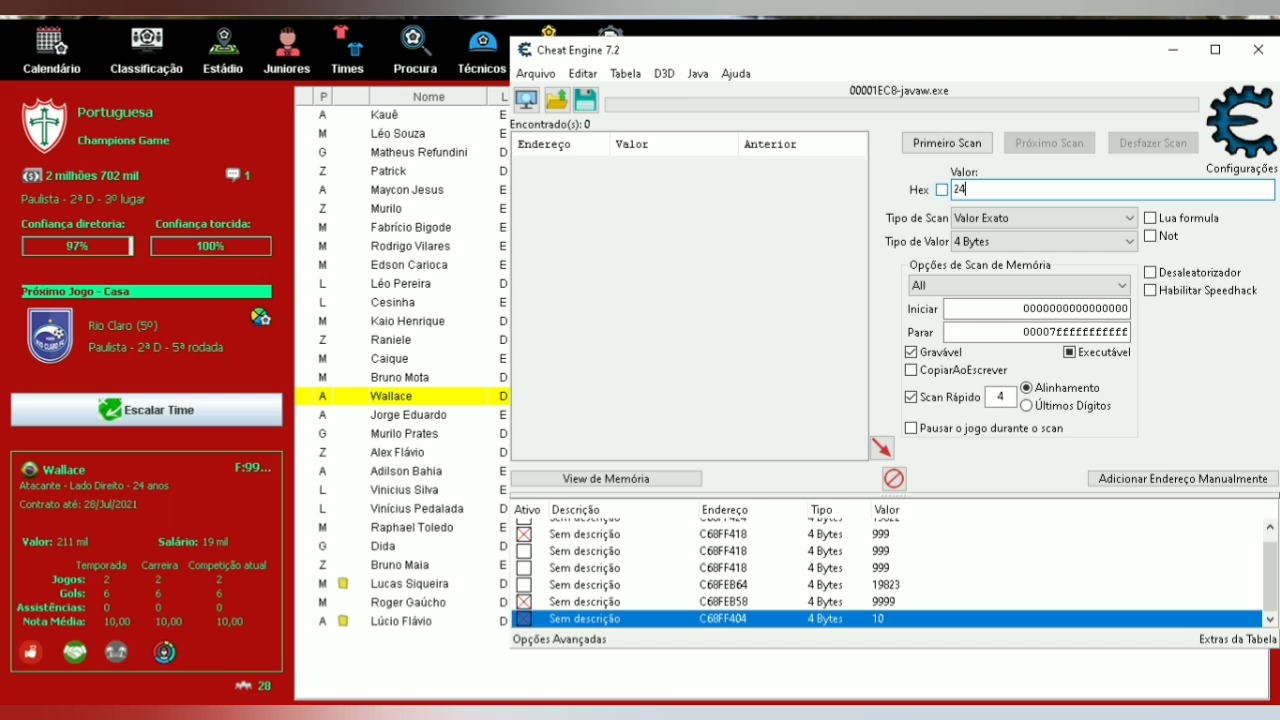 Calendário
Classificação
Estádio
Juniores
Times
Procura
Técnicos
Portuguesa
Champions Game
2 milhões 702 mil
1
Paulista - 2ª D - 3º lugar
Confiança diretoria:
Confiança torcida:
97%
100%
Próximo Jogo - Casa
Rio Claro (5º)
Paulista - 2ª D - 5ª rodada
Escalar Time
Wallace
F:99...
Atacante - Lado Direito - 24 anos
Contrato até: 28/Jul/2021
Valor: 211 mil
Salário: 19 mil
Temporada Carreira Competição atual
Jogos: 2 2 2
Gols: 6 6 6
Assistências: 0 0 0
Nota Média: 10,00 10,00 10,00
28
P Nome L
A Kauê E
M Léo Souza E
G Matheus Refundini D
Z Patrick D
A Maycon Jesus E
Z Murilo E
M Fabrício Bigode E
M Rodrigo Vilares E
M Edson Carioca E
L Léo Pereira D
L Cesinha E
M Kaio Henrique D
Z Raniele D
M Caique E
M Bruno Mota D
A Wallace D
A Jorge Eduardo E
G Murilo Prates D
Z Alex Flávio D
A Adilson Bahia E
L Vinicius Silva E
L Vinícius Pedalada D
M Raphael Toledo E
G Dida D
Z Bruno Maia E
M Lucas Siqueira D
M Roger Gaúcho D
A Lúcio Flávio D
Cheat Engine 7.2
Arquivo Editar Tabela D3D Java Ajuda
00001EC8-javaw.exe
Encontrado(s): 0
Endereço Valor Anterior
Primeiro Scan
Próximo Scan
Desfazer Scan
Configurações
Valor:
Hex 24
Tipo de Scan Valor Exato
Lua formula
Tipo de Valor 4 Bytes
Not
Opções de Scan de Memória
All
Desaleatorizador
Habilitar Speedhack
Iniciar 0000000000000000
Parar 00007fffffffffff
Gravável
Executável
CopiarAoEscrever
Scan Rápido 4
Alinhamento
Últimos Dígitos
Pausar o jogo durante o scan
View de Memória
Adicionar Endereço Manualmente
Ativo Descrição Endereço Tipo Valor
Sem descrição C68FF418 4 Bytes 999
Sem descrição C68FF418 4 Bytes 999
Sem descrição C68FF418 4 Bytes 999
Sem descrição C68FEB64 4 Bytes 19823
Sem descrição C68FEB58 4 Bytes 9999
Sem descrição C68FF404 4 Bytes 10
Opções Avançadas
Extras da Tabela